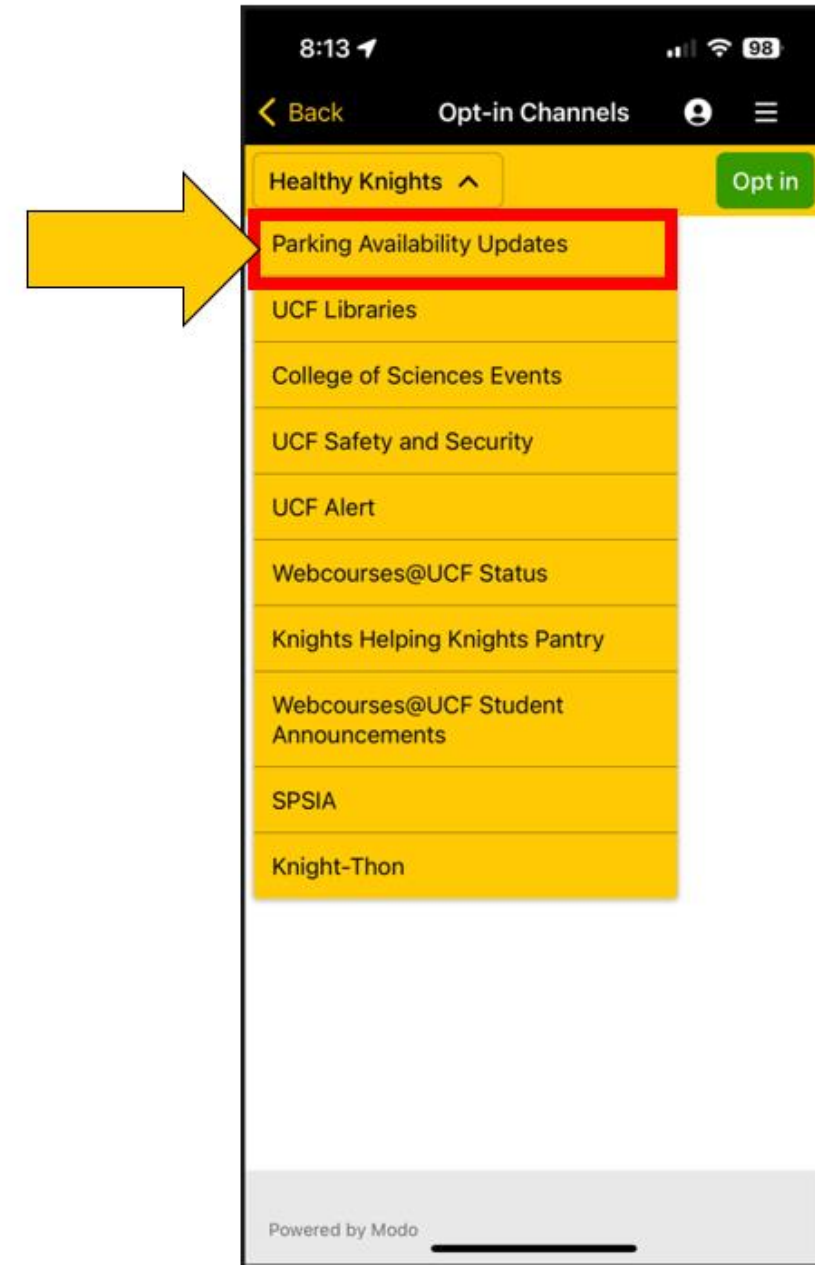 8:13
98
Back
Opt-in Channels
Healthy Knights
Opt in
Parking Availability Updates
UCF Libraries
College of Sciences Events
UCF Safety and Security
UCF Alert
Webcourses@UCF Status
Knights Helping Knights Pantry
Webcourses@UCF Student
Announcements
SPSIA
Knight-Thon
Powered by Modo